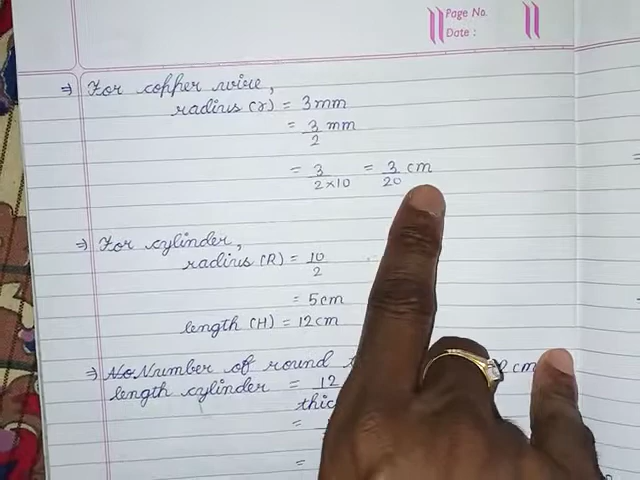 Page No.
Date :
⇒ For copper wire,
radius (r) = 3mm
= 3/2 mm
= 3/2×10 = 3/20 cm
⇒ For cylinder,
radius (R) = 10/2
= 5cm
length (H) = 12cm
⇒ No Number of round
cm
length cylinder = 12
thic
=
=